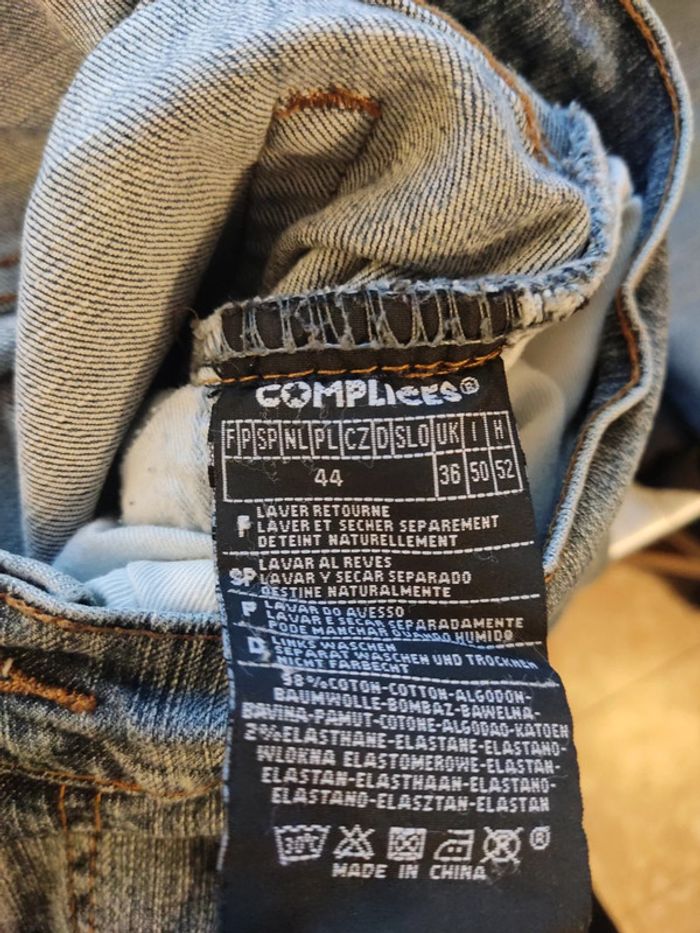 COMPLICES®
F P SP NL PL CZ D SLO UK I H
44 36 50 52
F LAVER RETOURNE
LAVER ET SECHER SEPAREMENT
DETEINT NATURELLEMENT
SP LAVAR AL REVES
LAVAR Y SECAR SEPARADO
DESTINE NATURALMENTE
P LAVAR DO AVESSO
LAVAR E SECAR SEPARADAMENTE
PODE MANCHAR QUANDO HUMIDO
D LINKS WASCHEN
SEPARAT WASCHEN UND TROCKNEN
NICHT FARBECHT
98%COTON-COTTON-ALGODON-
BAUMWOLLE-BOMBAZ-BAWELNA-
BAVLNA-PAMUT-COTONE-ALGODAO-KATOEN
2%ELASTHANE-ELASTANE-ELASTANO-
WLOKNA ELASTOMEROWE-ELASTAN-
ELASTAN-ELASTHAAN-ELASTANO-
ELASTANO-ELASZTAN-ELASTAN
30° ®
MADE IN CHINA